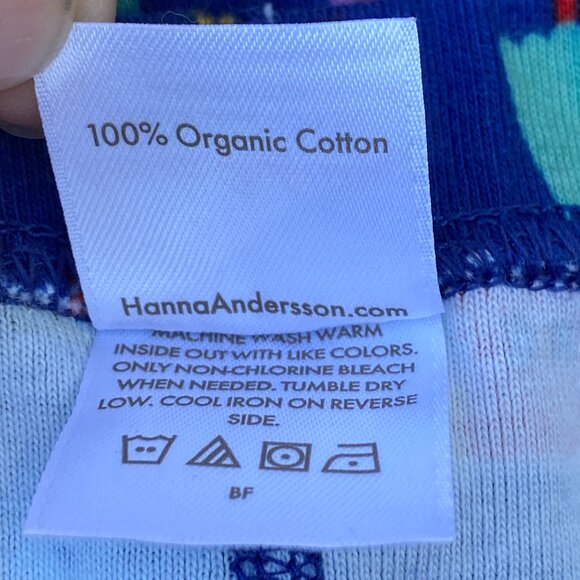 100% Organic Cotton
HannaAndersson.com
MACHINE WASH WARM
INSIDE OUT WITH LIKE COLORS.
ONLY NON-CHLORINE BLEACH
WHEN NEEDED. TUMBLE DRY
LOW. COOL IRON ON REVERSE
SIDE.
BF